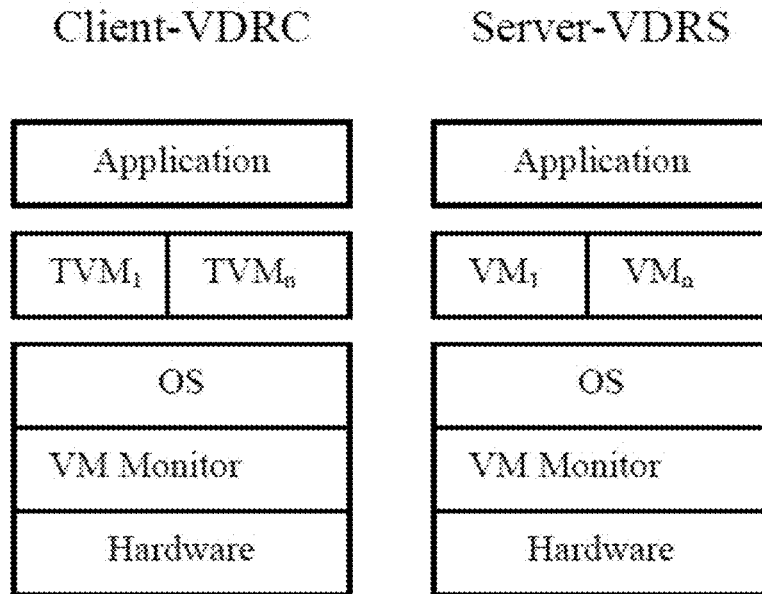 Client-VDRC
Server-VDRS
Application
Application
TVM₁
TVMₙ
VM₁
VMₙ
OS
OS
VM Monitor
VM Monitor
Hardware
Hardware